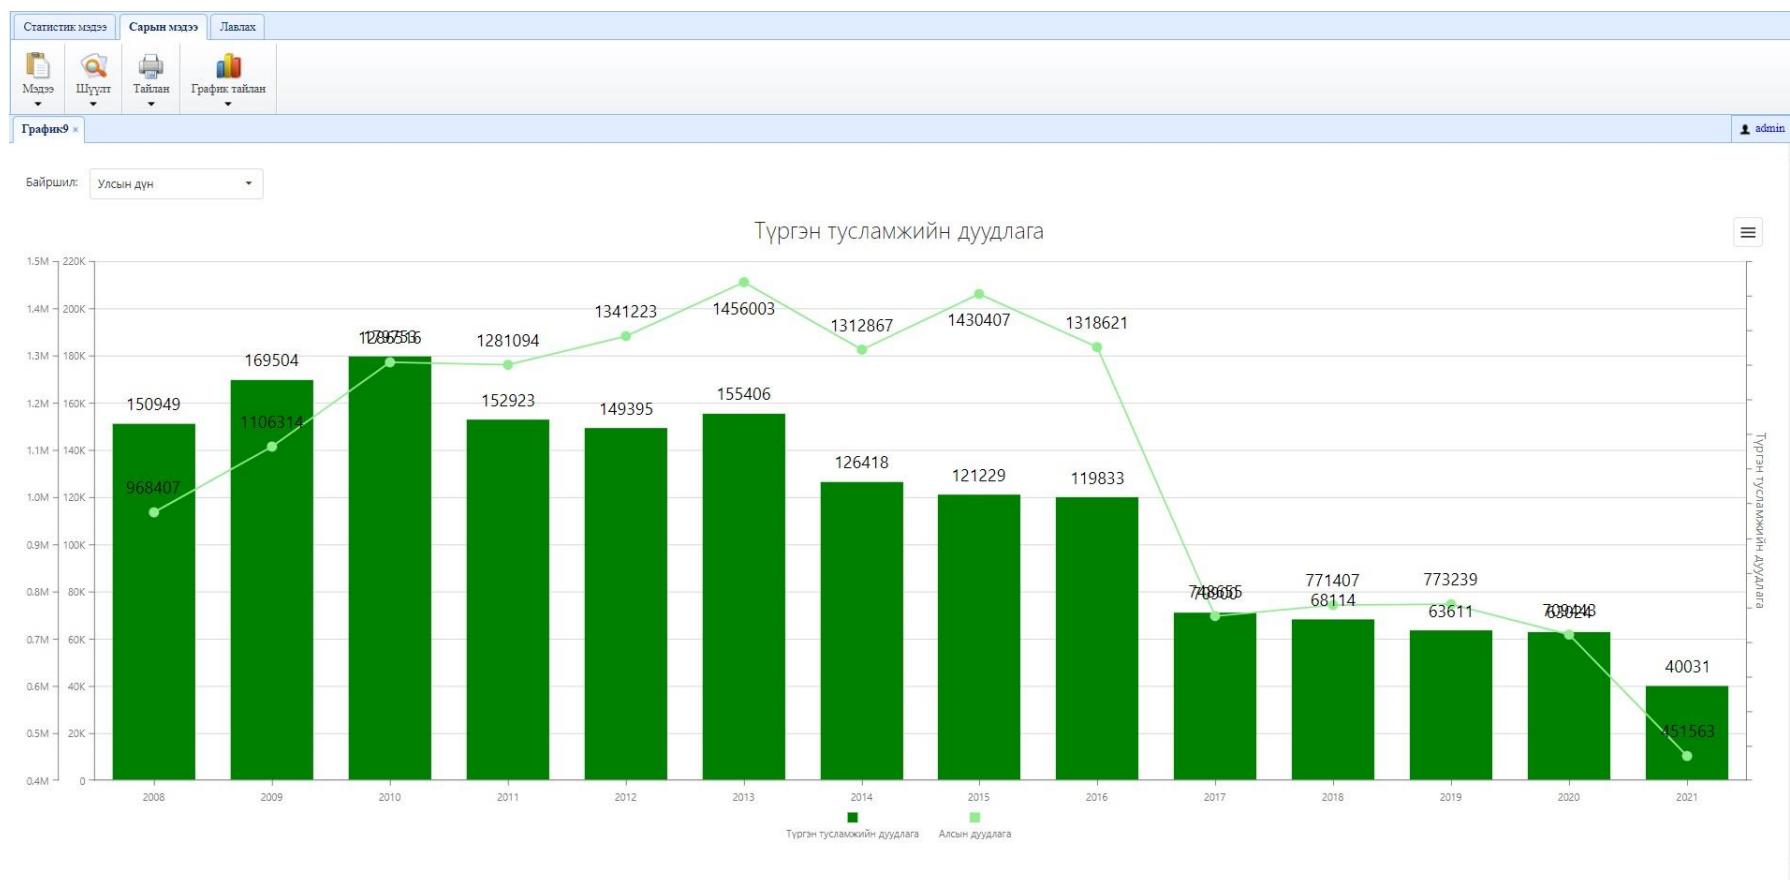 Статистик мэдээ Сарын мэдээ Лавлах
Мэдээ Шүүлт Тайлан График тайлан
График9 × admin
Байршил: Улсын дүн
Түргэн тусламжийн дуудлага
1.5M 220K
1.4M 200K
1.3M 180K
1.2M 160K
1.1M 140K
1.0M 120K
0.9M 100K
0.8M 80K
0.7M 60K
0.6M 40K
0.5M 20K
0.4M 0
150949 169504 179753 152923 149395 155406 126418 121229 119833 68114 63611 40031
968407 1106314 1281094 1341223 1456003 1312867 1430407 1318621 771407 773239 451563
Түргэн тусламжийн дуудлага
2008 2009 2010 2011 2012 2013 2014 2015 2016 2017 2018 2019 2020 2021
Түргэн тусламжийн дуудлага Алсын дуудлага